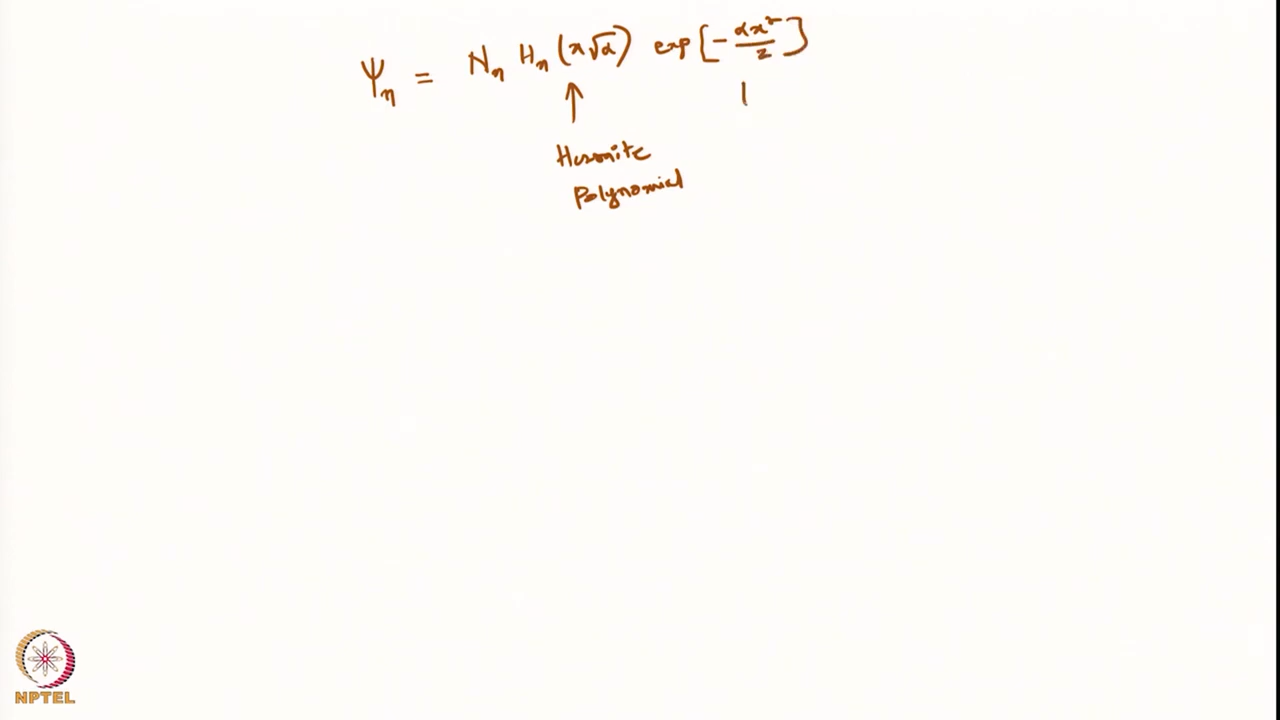 Ψₙ = Nₙ Hₙ (x√α) exp[-αx²/2]
↑
Hermite
Polynomial
NPTEL